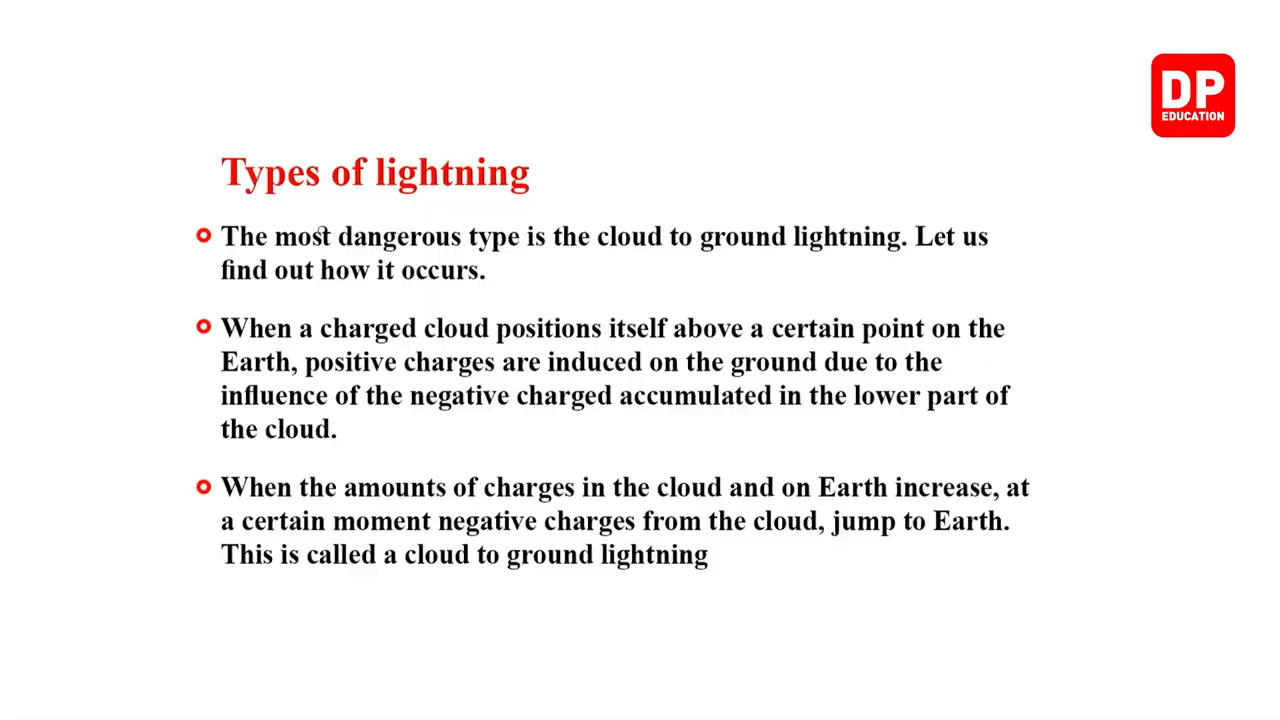 DP
EDUCATION
Types of lightning
The most dangerous type is the cloud to ground lightning. Let us
find out how it occurs.
When a charged cloud positions itself above a certain point on the
Earth, positive charges are induced on the ground due to the
influence of the negative charged accumulated in the lower part of
the cloud.
When the amounts of charges in the cloud and on Earth increase, at
a certain moment negative charges from the cloud, jump to Earth.
This is called a cloud to ground lightning